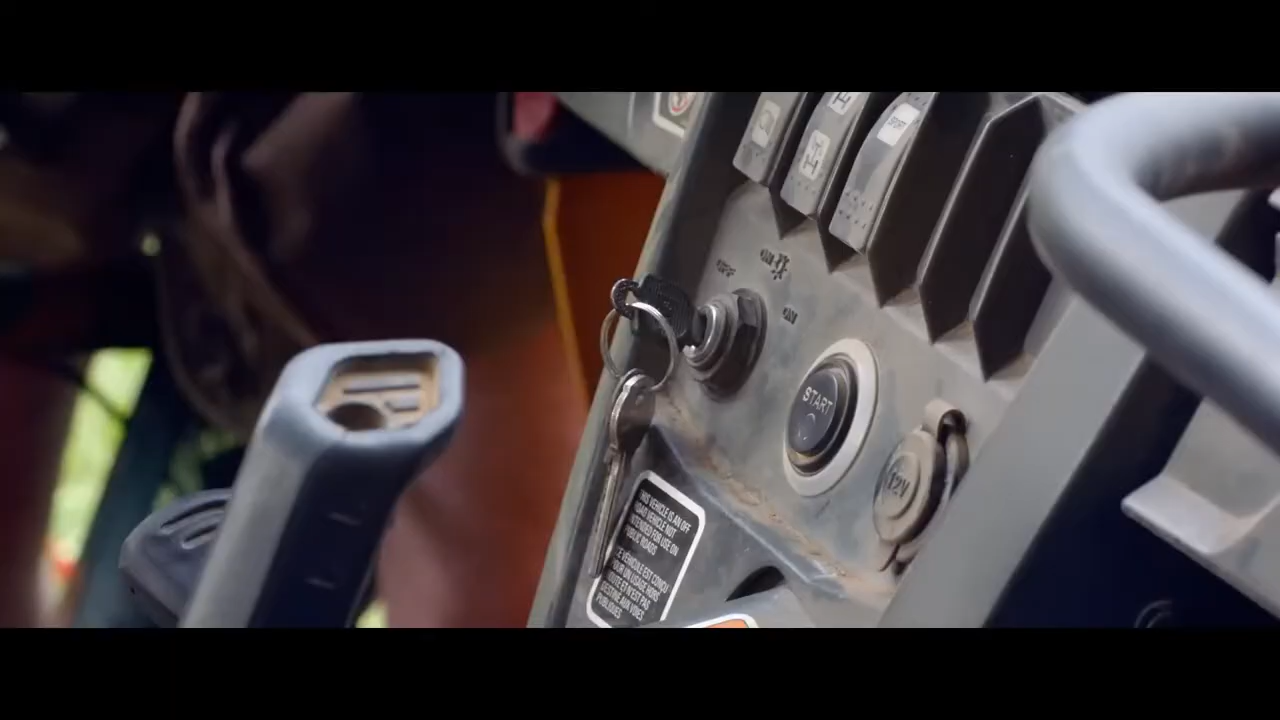 SPORT
START
12V
THIS VEHICLE IS AN OFF
ROAD VEHICLE NOT
INTENDED FOR USE ON
PUBLIC ROADS
CE VÉHICULE EST CONÇU
POUR UN USAGE HORS
ROUTE ET N'EST PAS
DESTINÉ AUX VOIES
PUBLIQUES